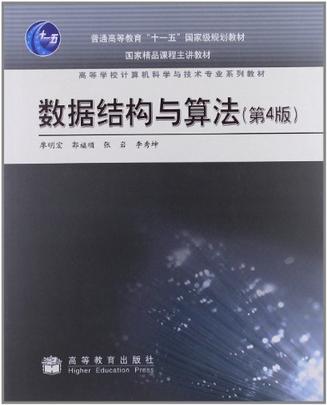 十一五
普通高等教育“十一五”国家级规划教材
国家精品课程主讲教材
高等学校计算机科学与技术专业系列教材
数据结构与算法(第4版)
廖明宏 郭福顺 张岩 李秀坤
高等教育出版社
Higher Education Press